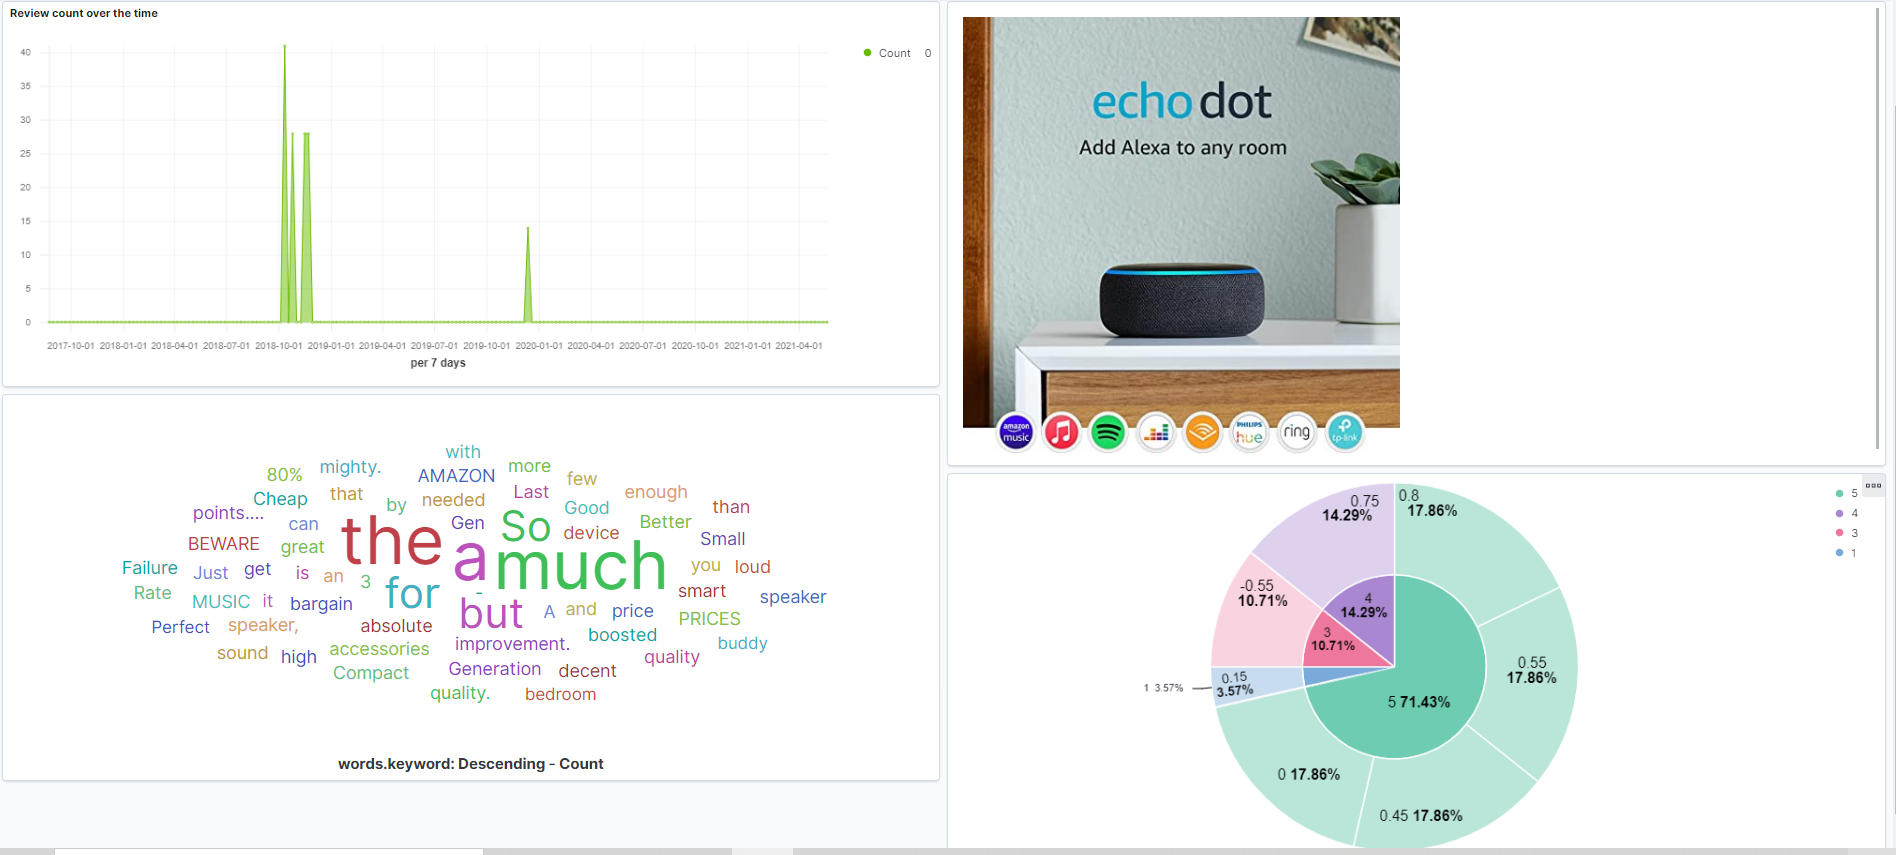 Review count over the time
Count 0
40
35
30
25
20
15
10
5
0
2017-10-01 2018-01-01 2018-04-01 2018-07-01 2018-10-01 2019-01-01 2019-04-01 2019-07-01 2019-10-01 2020-01-01 2020-04-01 2020-07-01 2020-10-01 2021-01-01 2021-04-01
per 7 days
echo dot
Add Alexa to any room
amazon music
PHILIPS hue
ring
tp-link
with
80% mighty. AMAZON more few
Cheap that by needed Last Good enough
points.... can the Gen So device Better than
BEWARE great a much Small
Failure Just get is an 3 for - you loud
Rate MUSIC it bargain but A and price smart speaker
Perfect speaker, absolute improvement. boosted PRICES
sound high accessories quality buddy
Compact Generation decent
quality. bedroom
words.keyword: Descending - Count
5
4
3
1
0.75
14.29%
0.8
17.86%
-0.55
10.71%
4
14.29%
3
10.71%
0.15
3.57%
1 3.57%
0.55
17.86%
5 71.43%
0 17.86%
0.45 17.86%